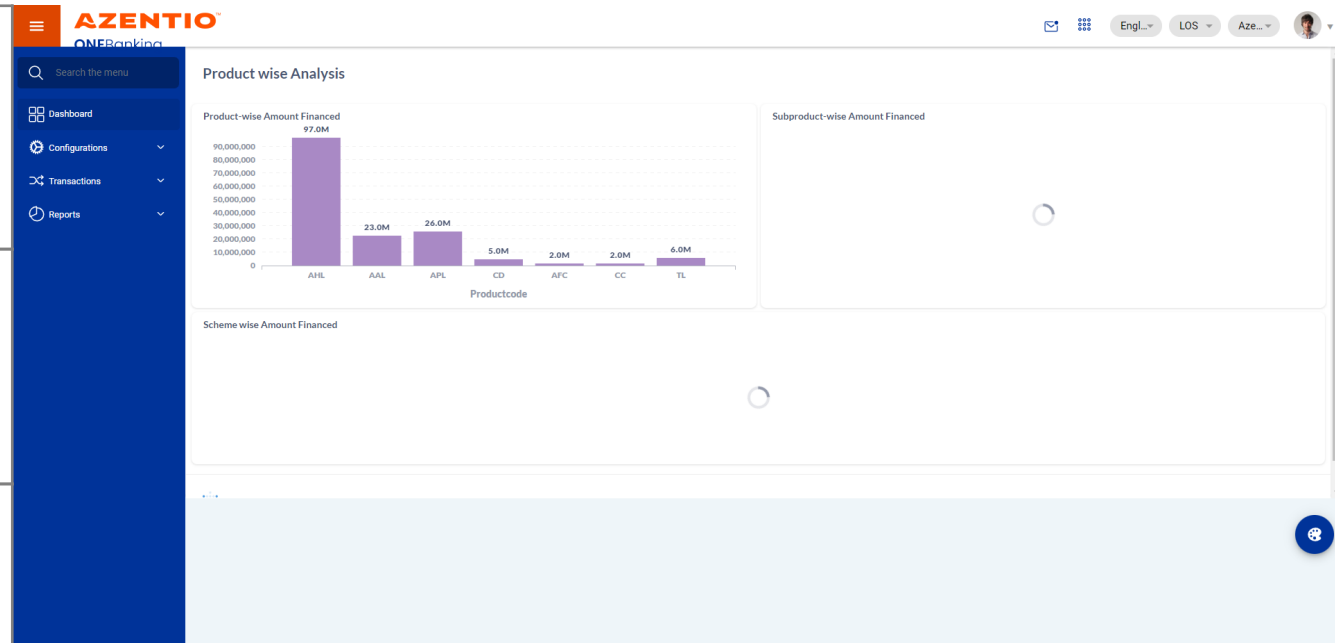 AZENTIO™
ONEBanking
Engl...
LOS
Aze...
Search the menu
Dashboard
Configurations
Transactions
Reports
Product wise Analysis
Product-wise Amount Financed
97.0M
90,000,000
80,000,000
70,000,000
60,000,000
50,000,000
40,000,000
30,000,000
20,000,000
10,000,000
0
23.0M
26.0M
5.0M
2.0M
2.0M
6.0M
AHL AAL APL CD AFC CC TL
Productcode
Subproduct-wise Amount Financed
Scheme wise Amount Financed